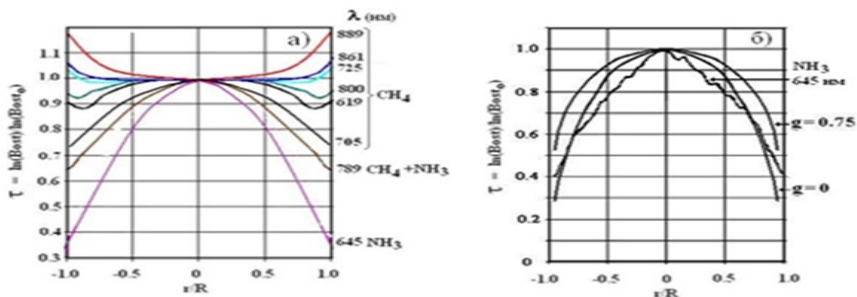 λ (нм)
а)
889
861
725
800
619
CH4
705
789 CH4 +NH3
645 NH3
1.1
1.0
0.9
0.8
0.7
0.6
0.5
0.4
0.3
τ = ln(Bost) ln(Bost0)
-1.0 -0.5 0 0.5 1.0
r/R
б)
NH3
645 нм
g = 0.75
g = 0
1.0
0.8
0.6
0.4
0.2
0
τ = ln(Bost) ln(Bost0)
-1.0 -0.5 0 0.5 1.0
r/R